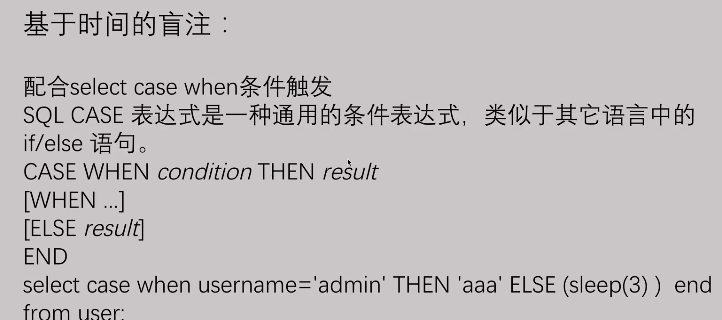 基于时间的盲注：
配合select case when条件触发
SQL CASE 表达式是一种通用的条件表达式，类似于其它语言中的
if/else 语句。
CASE WHEN condition THEN result
[WHEN ...]
[ELSE result]
END
select case when username='admin' THEN 'aaa' ELSE (sleep(3) ) end
from user;